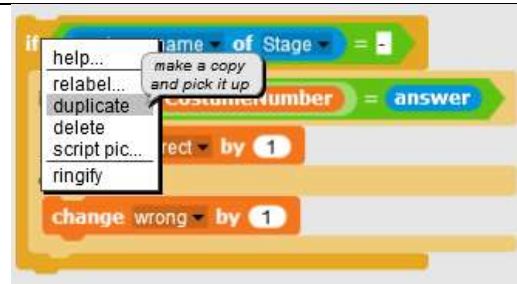 if name of Stage = -
help...
make a copy
and pick it up
relabel...
duplicate
CostumeNumber = answer
delete
script pic...
by 1
ringify
change wrong by 1